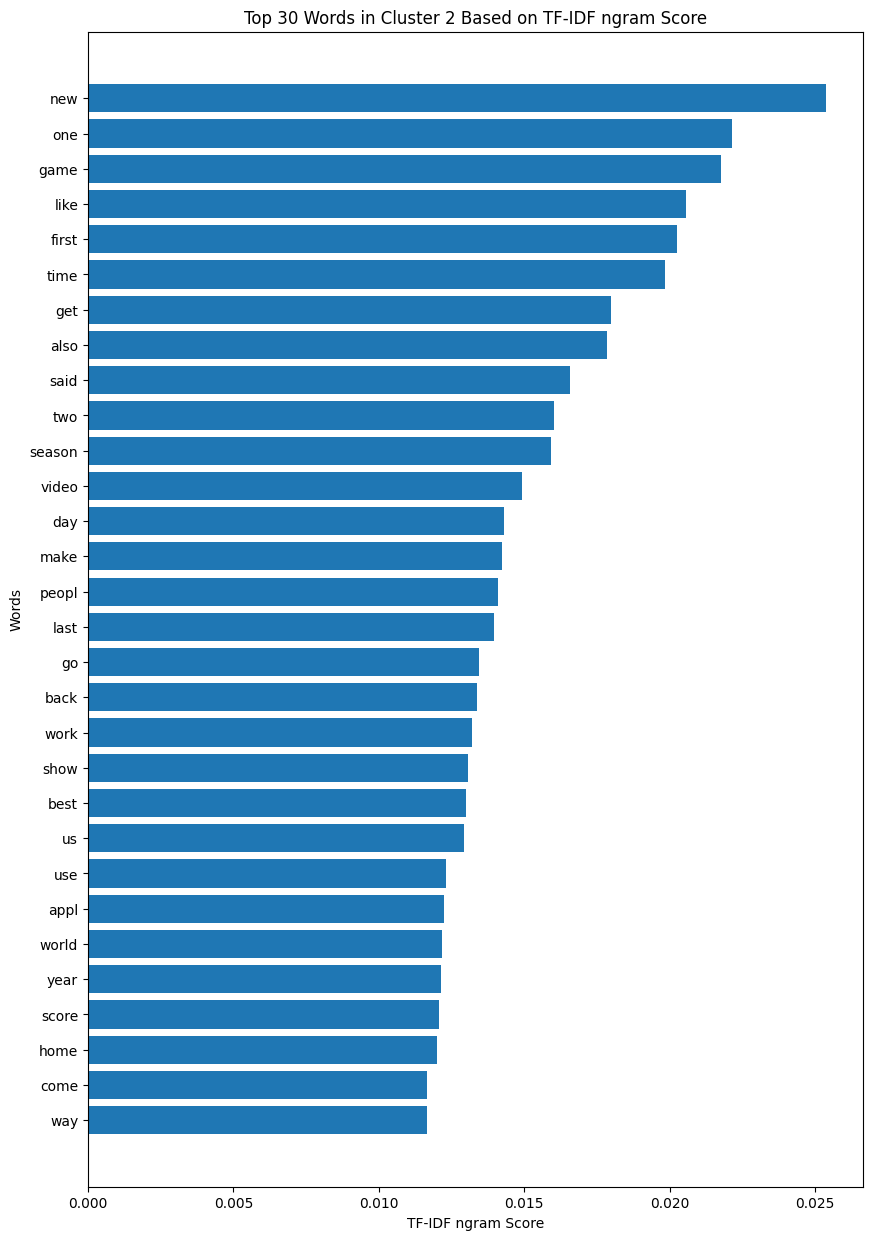 Top 30 Words in Cluster 2 Based on TF-IDF ngram Score
new
one
game
like
first
time
get
also
said
two
season
video
day
make
peopl
last
go
back
work
show
best
us
use
appl
world
year
score
home
come
way
Words
0.000 0.005 0.010 0.015 0.020 0.025
TF-IDF ngram Score